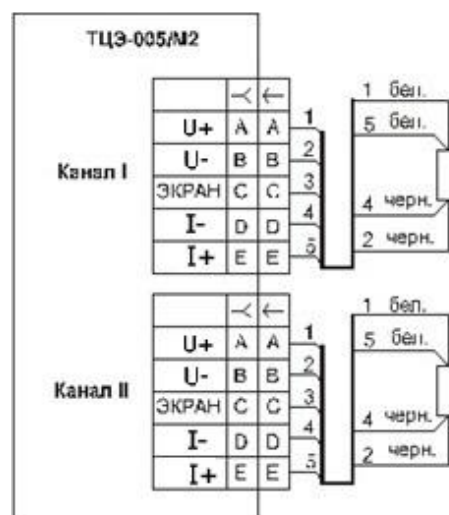 ТЦЭ-005/М2
Канал I
U+ A A 1
U- B B 2
ЭКРАН C C 3
I- D D 4
I+ E E 5
1 бел.
5 бел.
4 черн.
2 черн.
Канал II
U+ A A 1
U- B B 2
ЭКРАН C C 3
I- D D 4
I+ E E 5
1 бел.
5 бел.
4 черн.
2 черн.